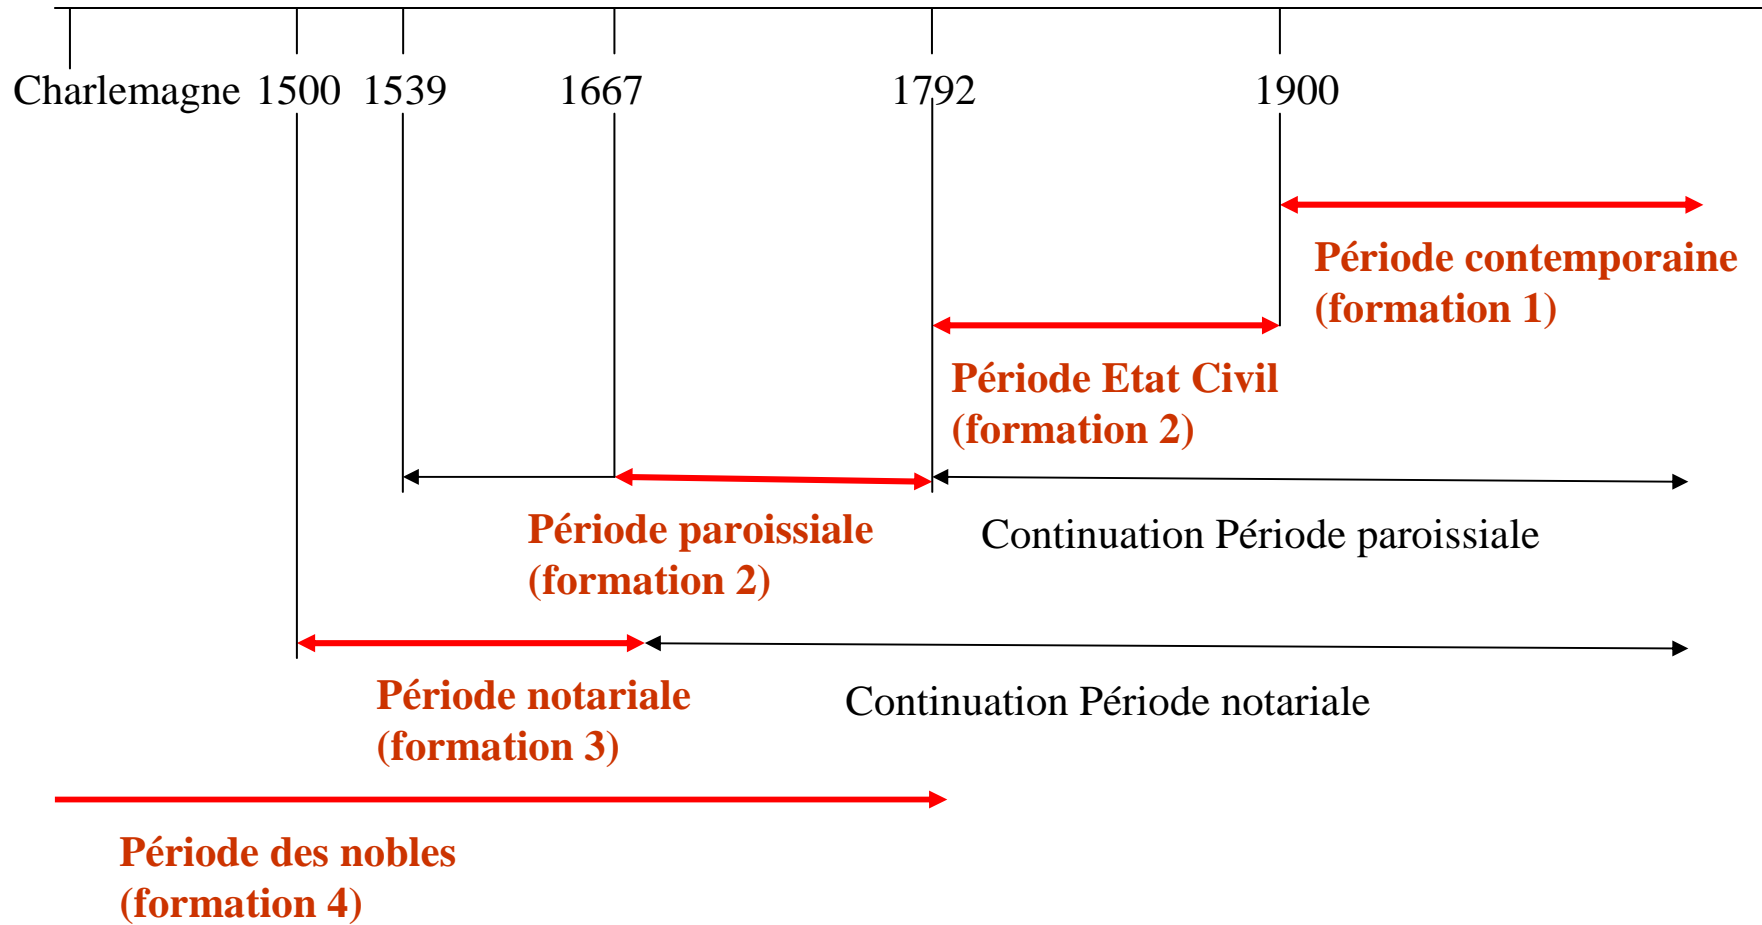 Charlemagne 1500 1539 1667 1792 1900
Période contemporaine
(formation 1)
Période Etat Civil
(formation 2)
Période paroissiale
(formation 2)
Continuation Période paroissiale
Période notariale
(formation 3)
Continuation Période notariale
Période des nobles
(formation 4)